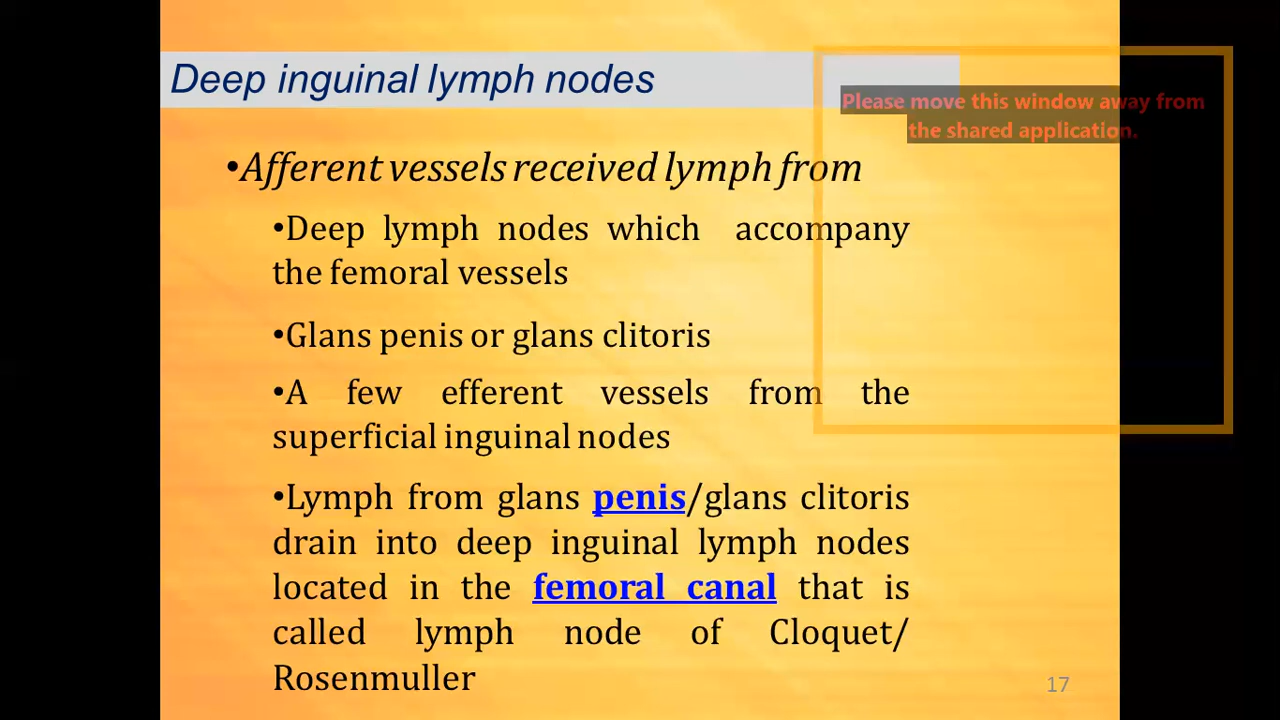 Deep inguinal lymph nodes
Please move this window away from
the shared application.
•Afferent vessels received lymph from
•Deep lymph nodes which accompany
the femoral vessels
•Glans penis or glans clitoris
•A few efferent vessels from the
superficial inguinal nodes
•Lymph from glans penis/glans clitoris
drain into deep inguinal lymph nodes
located in the femoral canal that is
called lymph node of Cloquet/
Rosenmuller
17